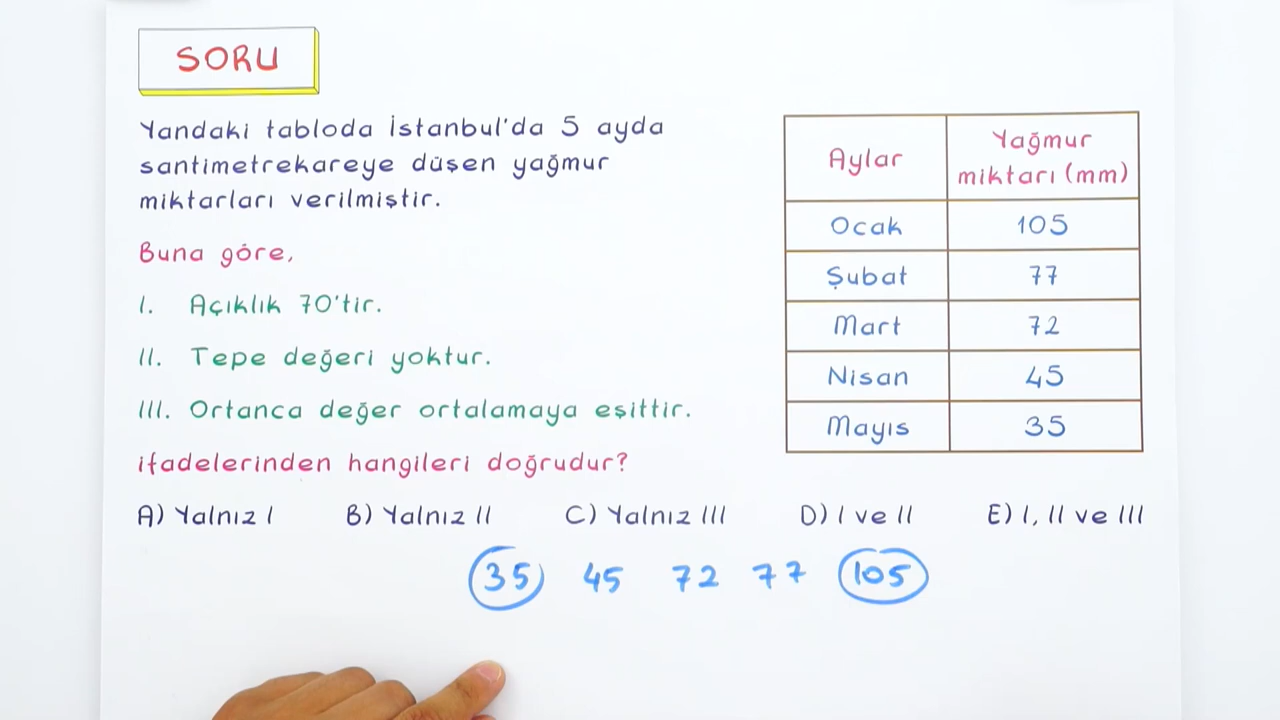 SORU
Yandaki tabloda İstanbul'da 5 ayda
santimetrekareye düşen yağmur
miktarları verilmiştir.
Buna göre,
I. Açıklık 70'tir.
II. Tepe değeri yoktur.
III. Ortanca değer ortalamaya eşittir.
ifadelerinden hangileri doğrudur?
A) Yalnız I B) Yalnız II C) Yalnız III D) I ve II E) I, II ve III
Aylar Yağmur
miktarı (mm)
Ocak 105
Şubat 77
Mart 72
Nisan 45
Mayıs 35
35 45 72 77 105